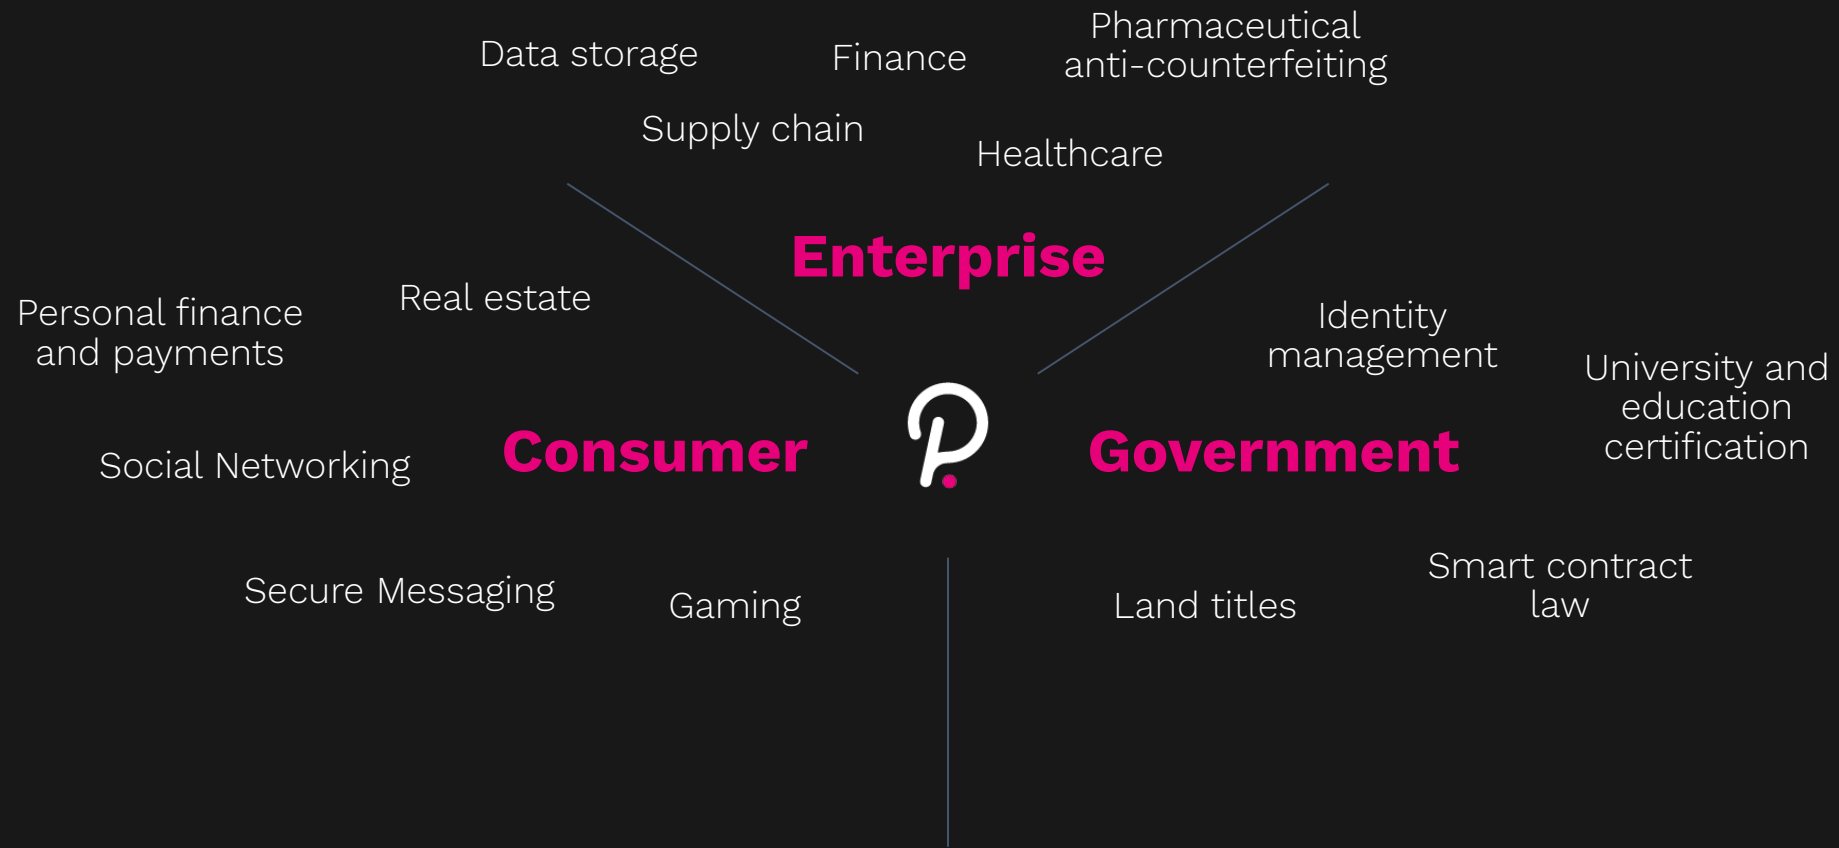 Data storage
Finance
Pharmaceutical
anti-counterfeiting
Supply chain
Healthcare
Enterprise
Personal finance
and payments
Real estate
Social Networking
Consumer
Secure Messaging
Gaming
Identity
management
University and
education
certification
Government
Land titles
Smart contract
law